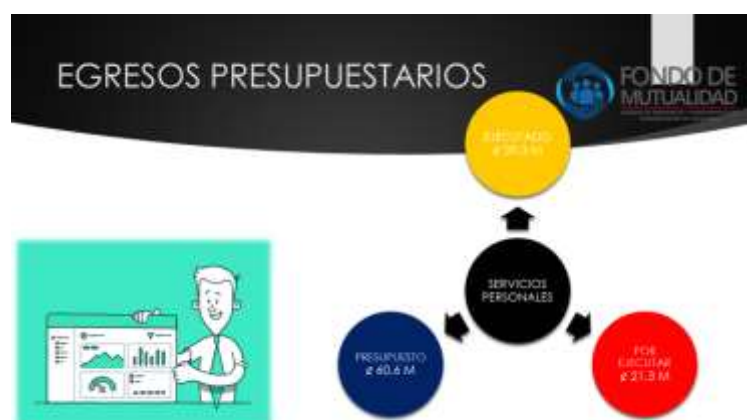 EGRESOS PRESUPUESTARIOS
FONDO DE
MUTUALIDAD
EJECUTADO
SERVICIOS
PERSONALES
PRESUPUESTO
₡ 60.6 M
POR
EJECUTAR
₡ 21.3 M